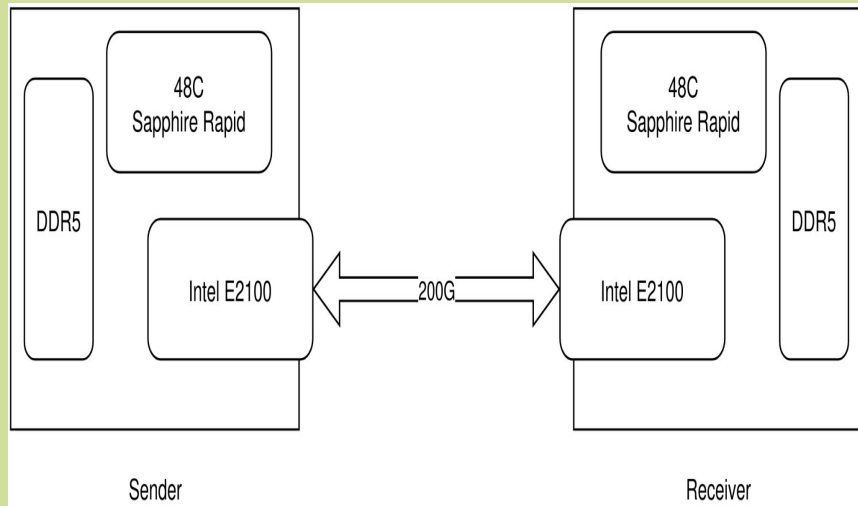 48C
Sapphire Rapid
DDR5
Intel E2100
200G
48C
Sapphire Rapid
DDR5
Intel E2100
Sender
Receiver